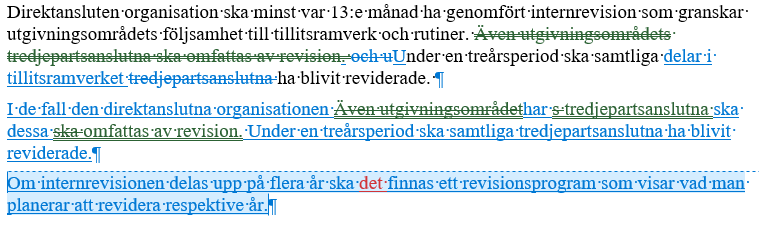 Direktansluten organisation ska minst var 13:e månad ha genomfört internrevision som granskar
utgivningsområdets följsamhet till tillitsramverk och rutiner. Även utgivningsområdets
tredjepartsanslutna ska omfattas av revision. och uUnder en treårsperiod ska samtliga delar i
tillitsramverket tredjepartsanslutna ha blivit reviderade. ¶
I de fall den direktanslutna organisationen Även utgivningsområdethar s tredjepartsanslutna ska
dessa ska omfattas av revision. Under en treårsperiod ska samtliga tredjepartsanslutna ha blivit
reviderade.¶
Om internrevisionen delas upp på flera år ska det finnas ett revisionsprogram som visar vad man
planerar att revidera respektive år.¶